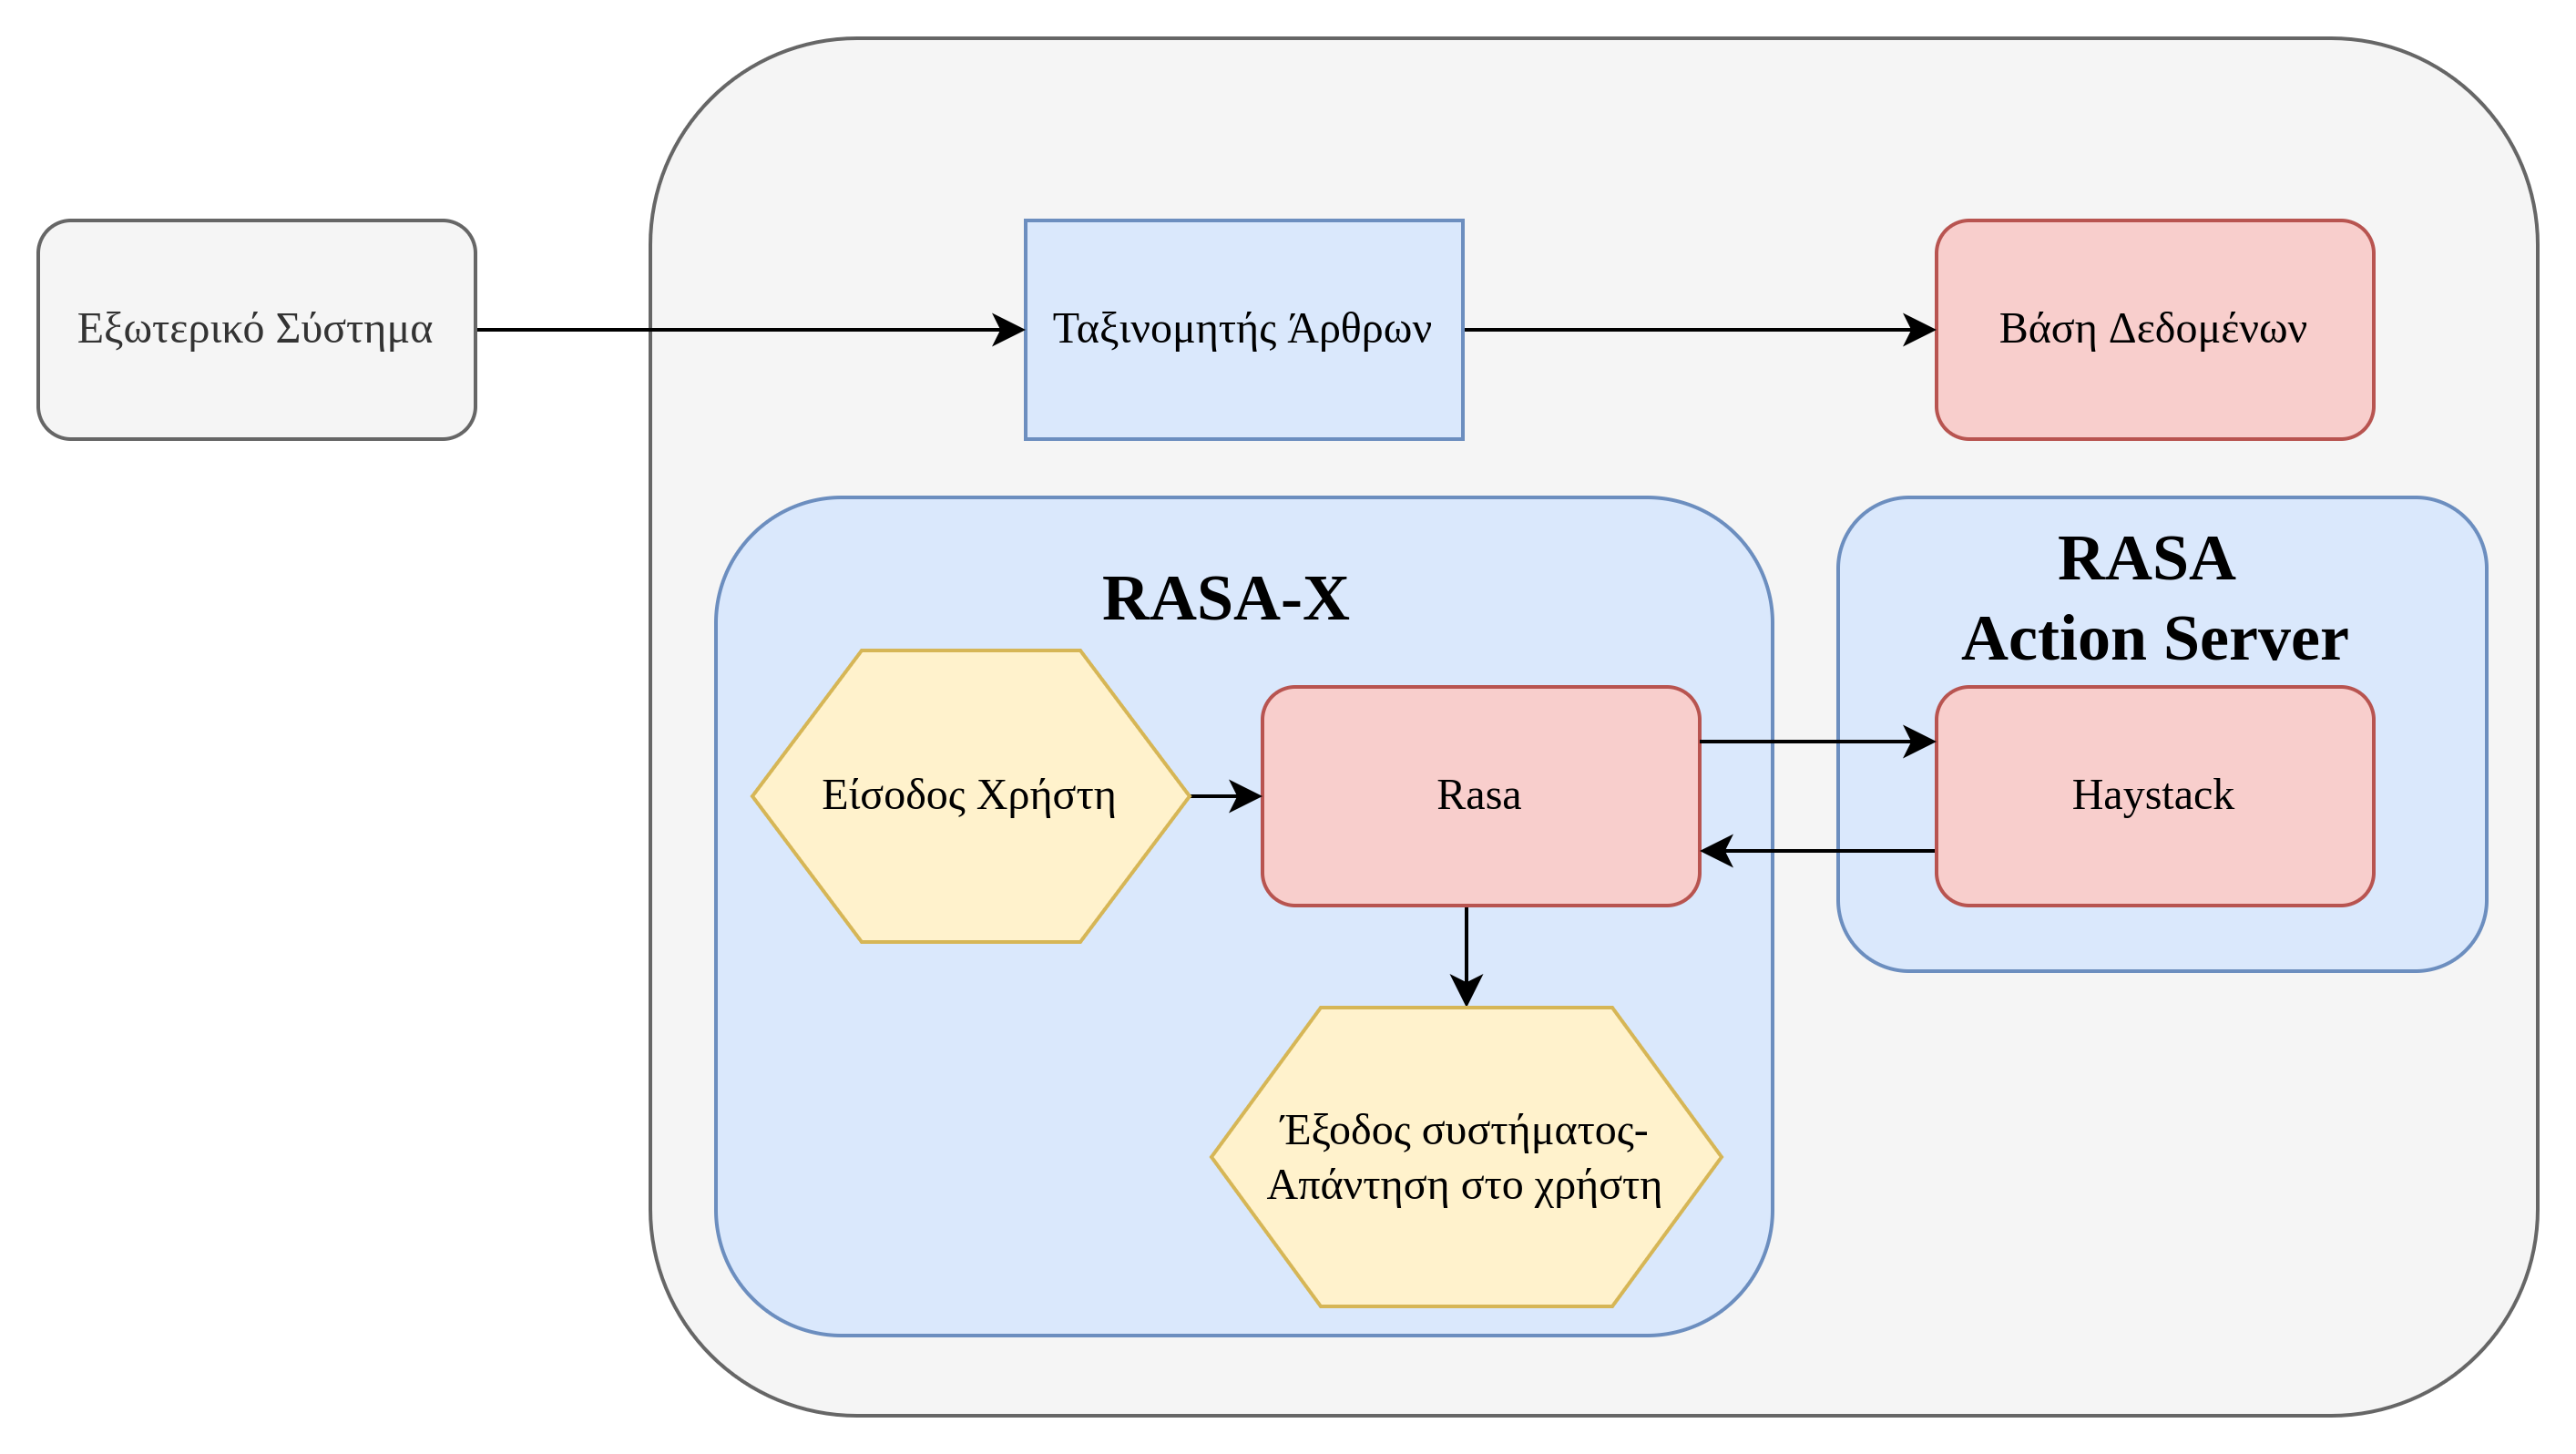 Εξωτερικό Σύστημα
Ταξινομητής Άρθρων
Βάση Δεδομένων
RASA-X
RASA
Action Server
Είσοδος Χρήστη
Rasa
Haystack
Έξοδος συστήματος-
Απάντηση στο χρήστη